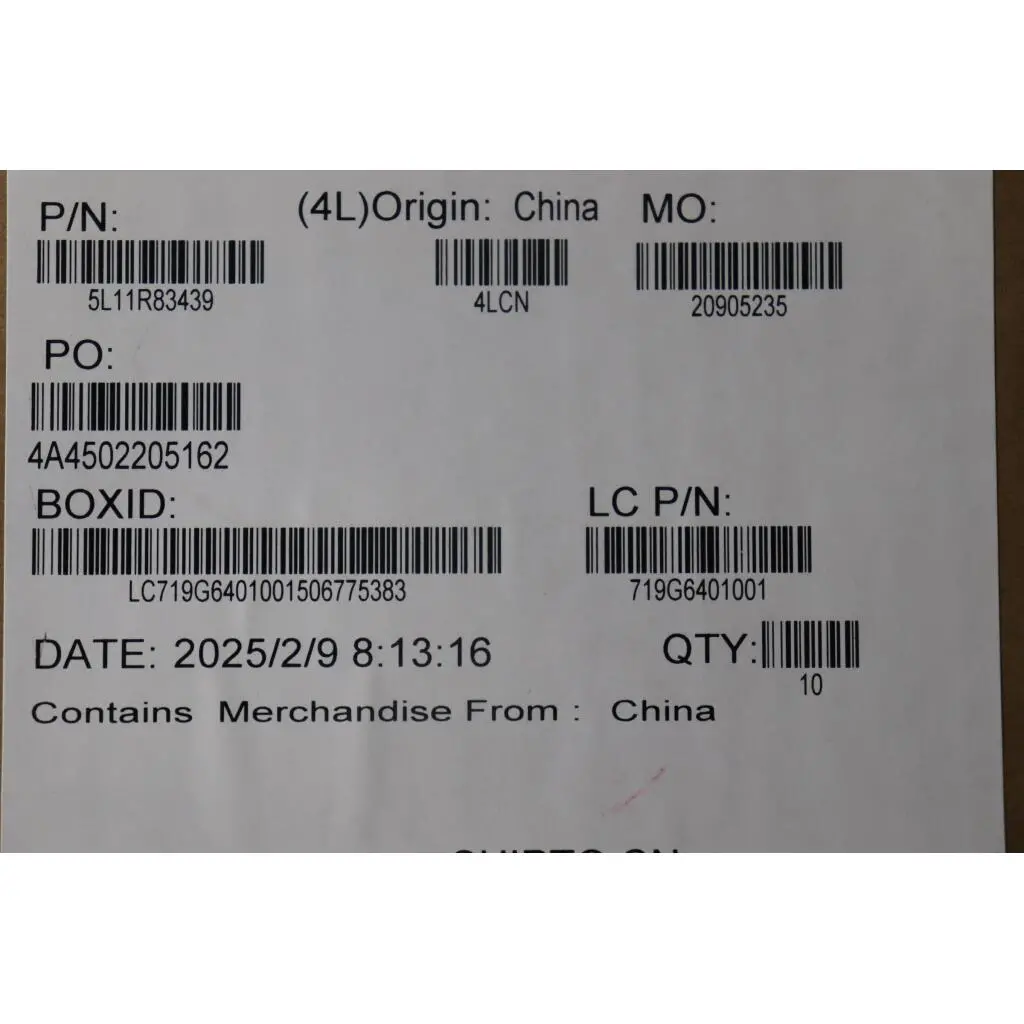 P/N: (4L)Origin: China MO:
5L11R83439 4LCN 20905235
PO:
4A4502205162
BOXID: LC P/N:
LC719G6401001506775383 719G6401001
DATE: 2025/2/9 8:13:16 QTY:
10
Contains Merchandise From : China